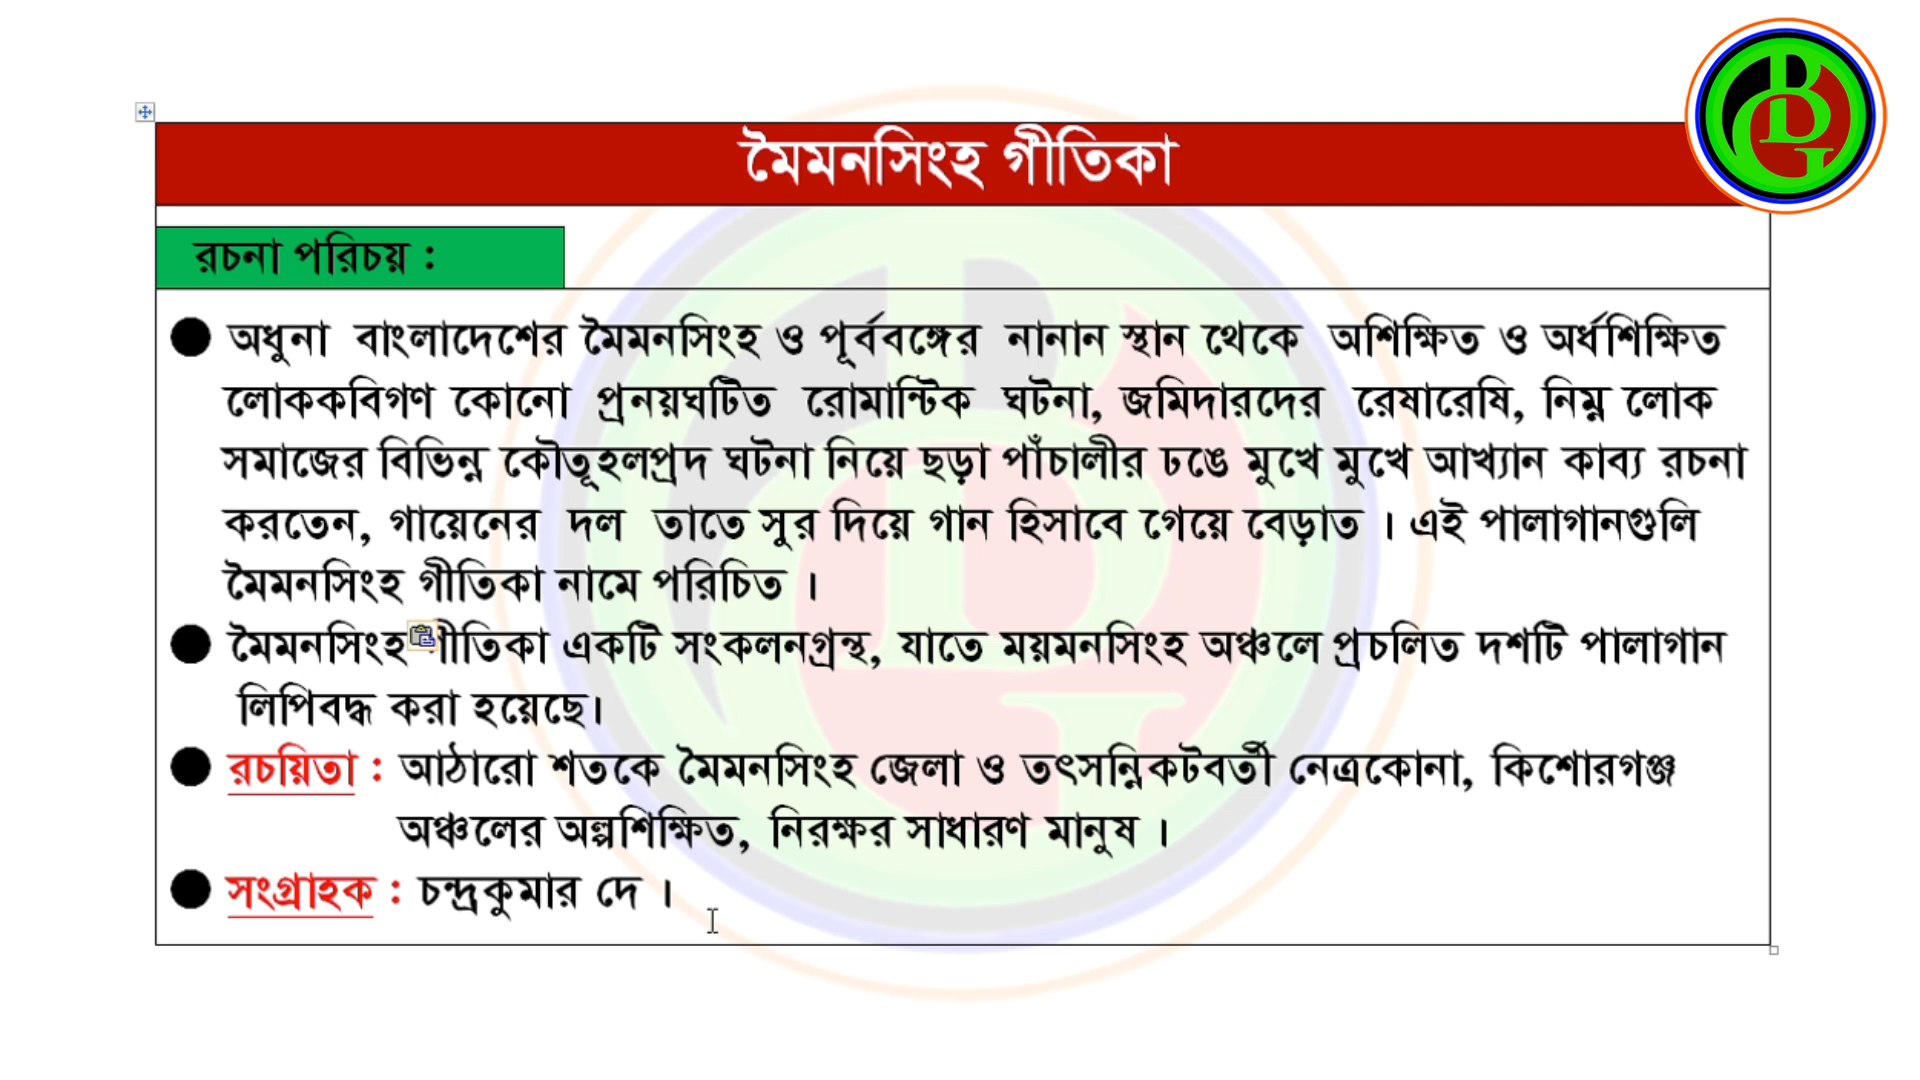 মৈমনসিংহ গীতিকা
রচনা পরিচয় :
● অধুনা বাংলাদেশের মৈমনসিংহ ও পূর্ববঙ্গের নানান স্থান থেকে অশিক্ষিত ও অর্ধশিক্ষিত
লোককবিগণ কোনো প্রনয়ঘটিত রোমান্টিক ঘটনা, জমিদারদের রেষারেষি, নিম্ন লোক
সমাজের বিভিন্ন কৌতূহলপ্রদ ঘটনা নিয়ে ছড়া পাঁচালীর ঢঙে মুখে মুখে আখ্যান কাব্য রচনা
করতেন, গায়েনের দল তাতে সুর দিয়ে গান হিসাবে গেয়ে বেড়াত । এই পালাগানগুলি
মৈমনসিংহ গীতিকা নামে পরিচিত ।
● মৈমনসিংহ গীতিকা একটি সংকলনগ্রন্থ, যাতে ময়মনসিংহ অঞ্চলে প্রচলিত দশটি পালাগান
লিপিবদ্ধ করা হয়েছে।
● রচয়িতা : আঠারো শতকে মৈমনসিংহ জেলা ও তৎসন্নিকটবর্তী নেত্রকোনা, কিশোরগঞ্জ
অঞ্চলের অল্পশিক্ষিত, নিরক্ষর সাধারণ মানুষ ।
● সংগ্রাহক : চন্দ্রকুমার দে ।